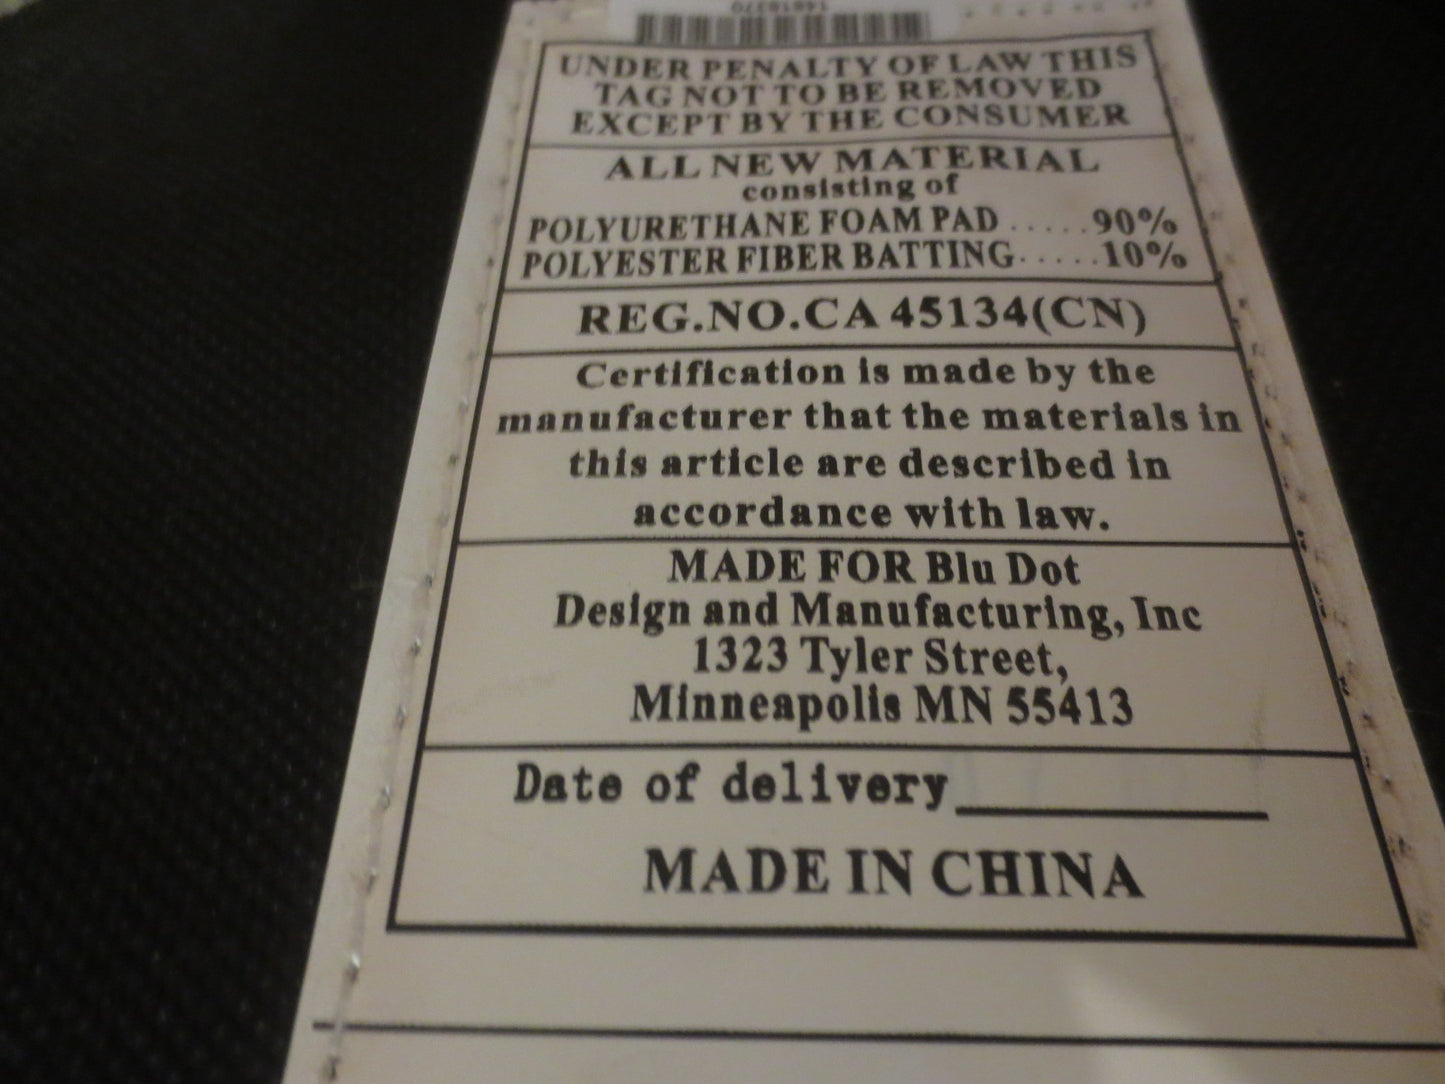 UNDER PENALTY OF LAW THIS
TAG NOT TO BE REMOVED
EXCEPT BY THE CONSUMER
ALL NEW MATERIAL
consisting of
POLYURETHANE FOAM PAD ......90%
POLYESTER FIBER BATTING......10%
REG.NO.CA 45134(CN)
Certification is made by the
manufacturer that the materials in
this article are described in
accordance with law.
MADE FOR Blu Dot
Design and Manufacturing, Inc
1323 Tyler Street,
Minneapolis MN 55413
Date of delivery
MADE IN CHINA